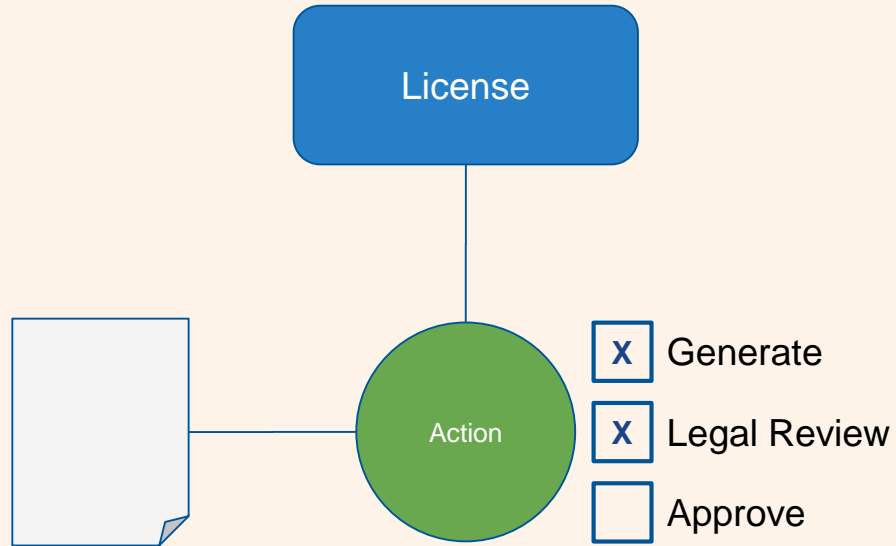 License
Action
X Generate
X Legal Review
Approve